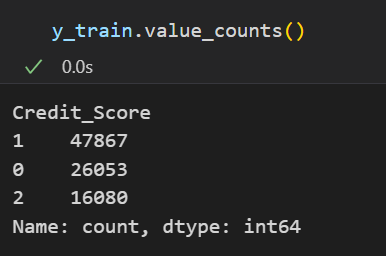 y_train.value_counts()
0.0s
Credit_Score
1    47867
0    26053
2    16080
Name: count, dtype: int64